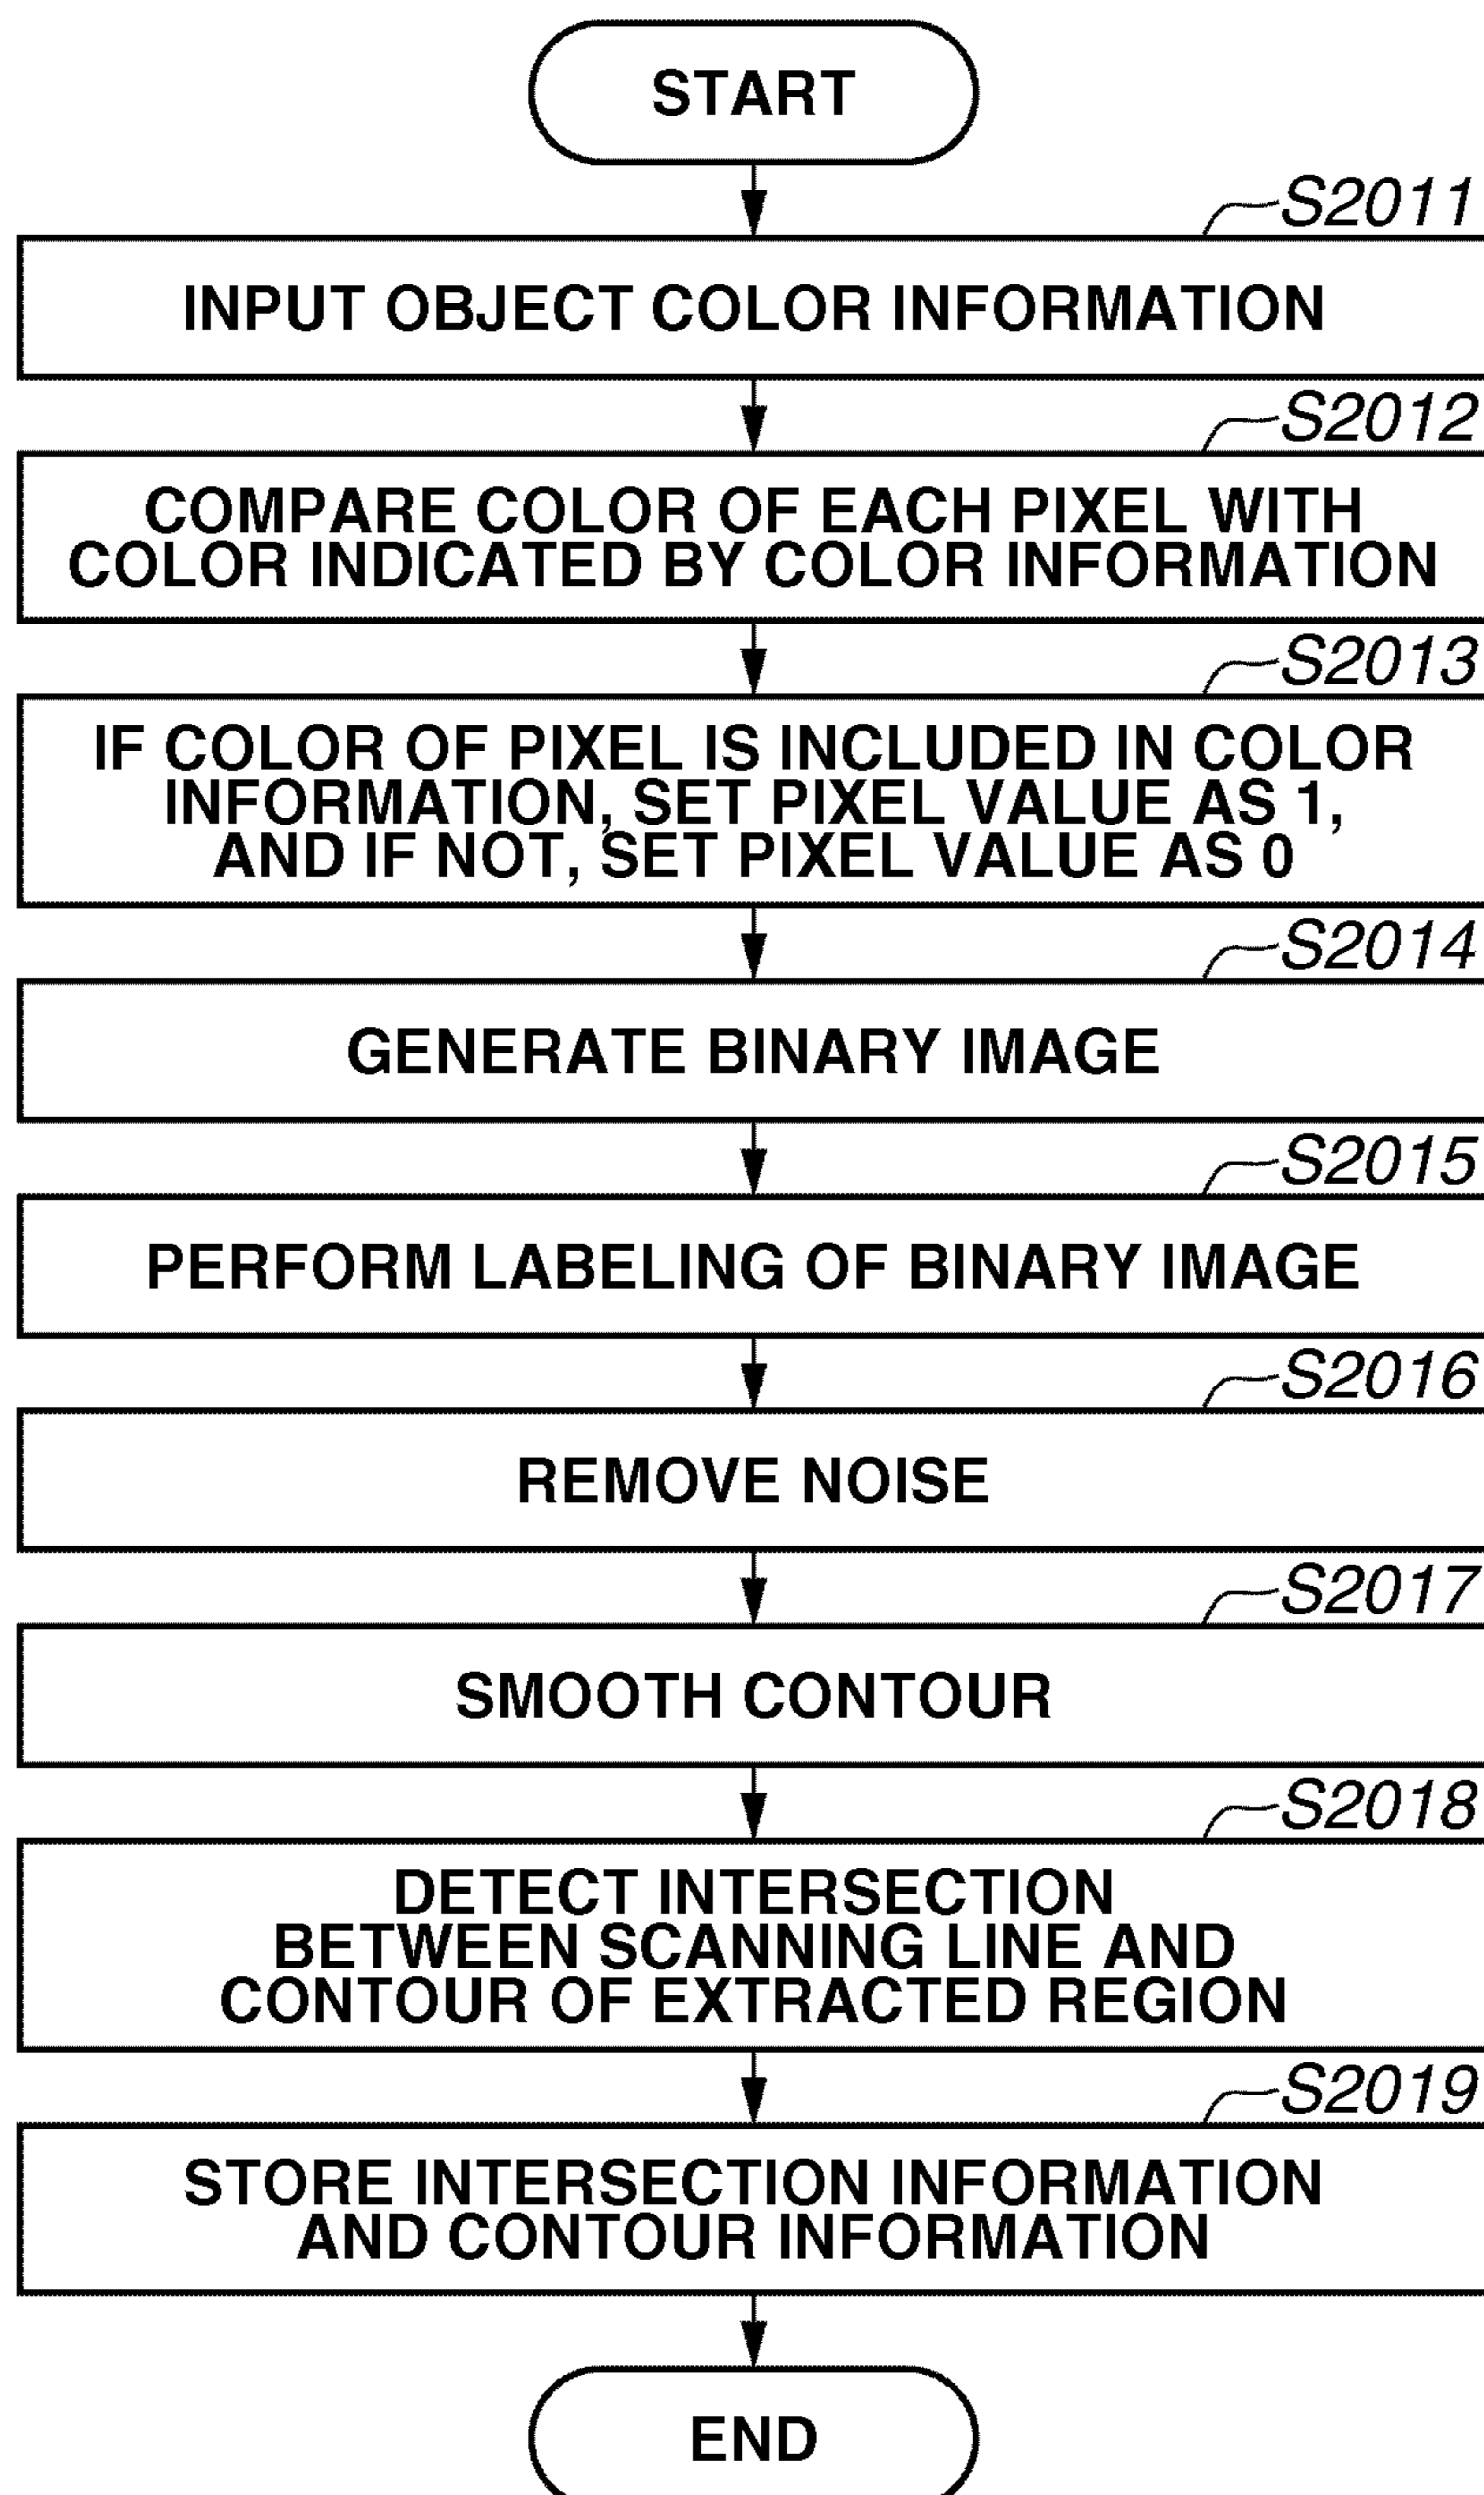 START
S2011
INPUT OBJECT COLOR INFORMATION
S2012
COMPARE COLOR OF EACH PIXEL WITH
COLOR INDICATED BY COLOR INFORMATION
S2013
IF COLOR OF PIXEL IS INCLUDED IN COLOR
INFORMATION, SET PIXEL VALUE AS 1,
AND IF NOT, SET PIXEL VALUE AS 0
S2014
GENERATE BINARY IMAGE
S2015
PERFORM LABELING OF BINARY IMAGE
S2016
REMOVE NOISE
S2017
SMOOTH CONTOUR
S2018
DETECT INTERSECTION
BETWEEN SCANNING LINE AND
CONTOUR OF EXTRACTED REGION
S2019
STORE INTERSECTION INFORMATION
AND CONTOUR INFORMATION
END